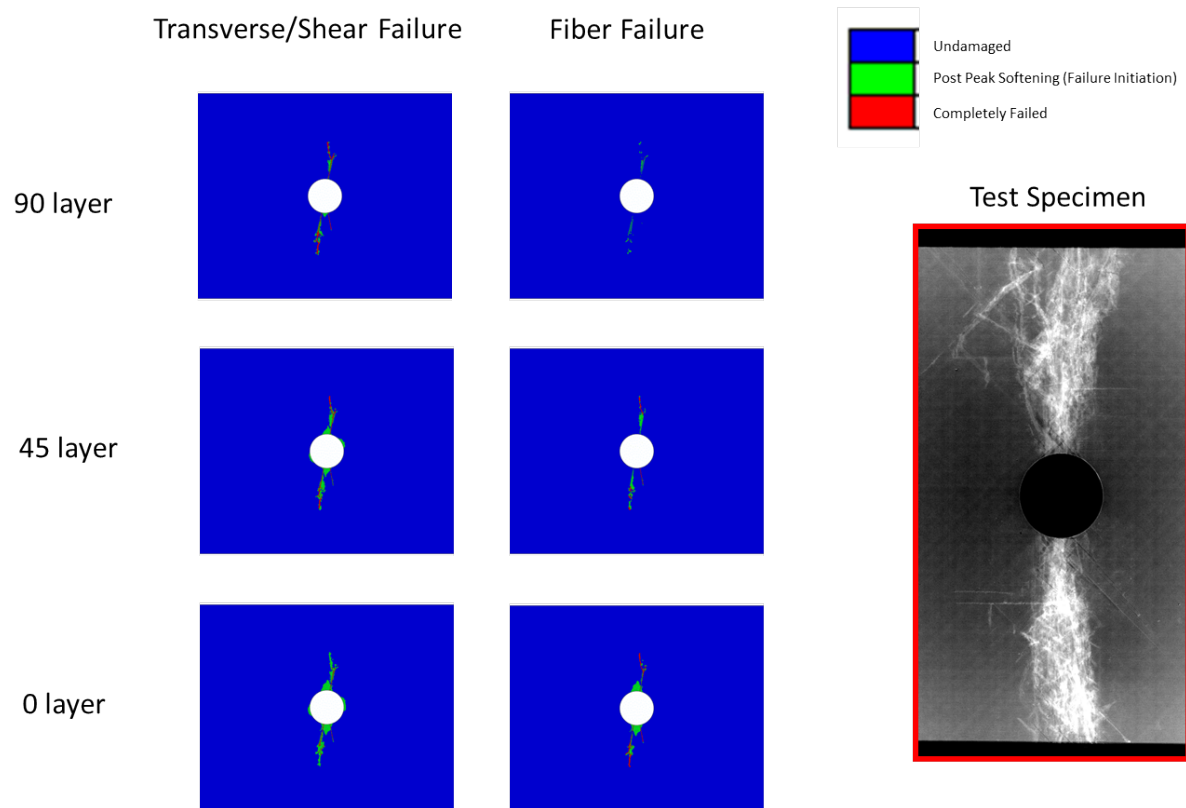 Transverse/Shear Failure
Fiber Failure
Undamaged
Post Peak Softening (Failure Initiation)
Completely Failed
90 layer
Test Specimen
45 layer
0 layer